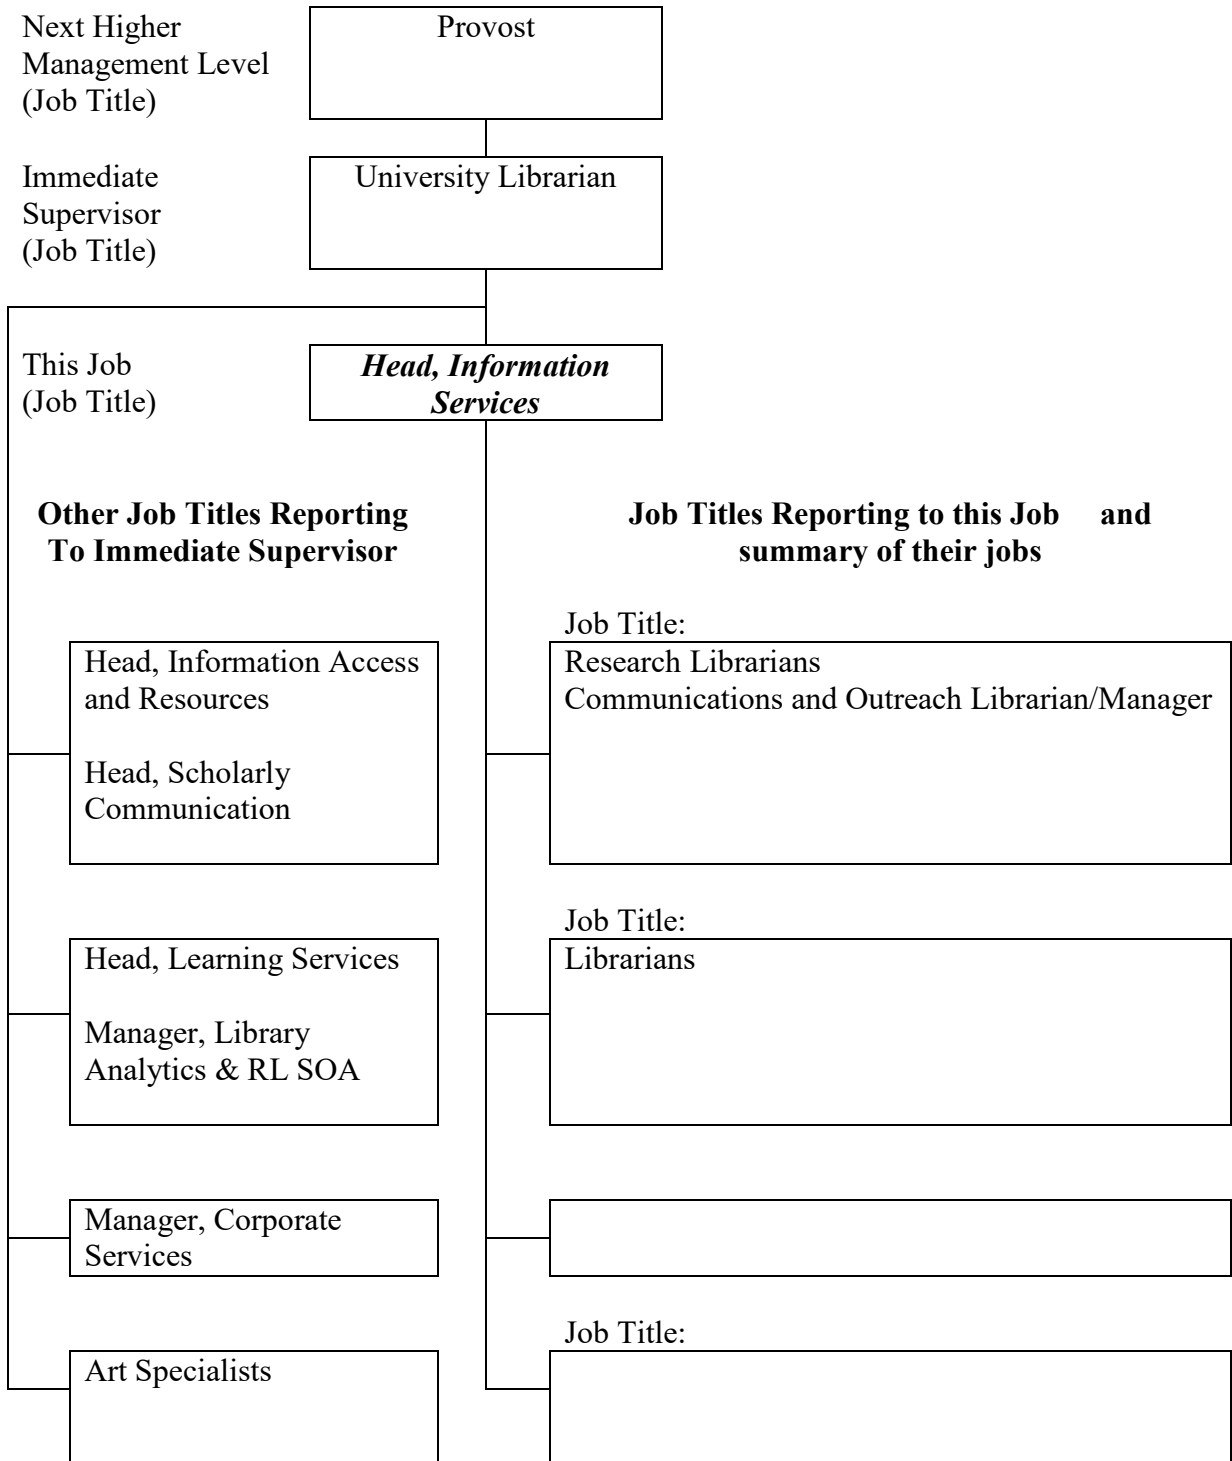 Next Higher
Management Level
(Job Title)
Provost
Immediate
Supervisor
(Job Title)
University Librarian
This Job
(Job Title)
Head, Information
Services
Other Job Titles Reporting
To Immediate Supervisor
Job Titles Reporting to this Job and
summary of their jobs
Head, Information Access
and Resources
Head, Scholarly
Communication
Job Title:
Research Librarians
Communications and Outreach Librarian/Manager
Head, Learning Services
Manager, Library
Analytics & RL SOA
Job Title:
Librarians
Manager, Corporate
Services
Art Specialists
Job Title: